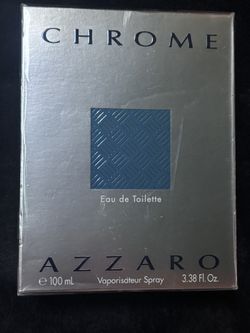 CHROME
Eau de Toilette
AZZARO
℮ 100 mL Vaporisateur Spray 3.38 Fl. Oz.